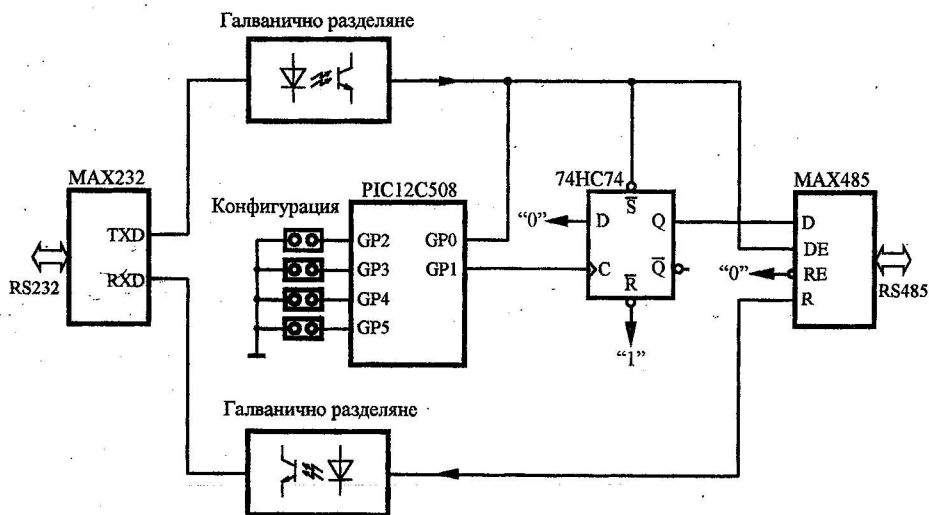 Галванично разделяне
MAX232
TXD
RXD
RS232
Конфигурация
PIC12C508
GP2
GP3
GP4
GP5
GP0
GP1
74HC74
S̅
"0"
D
Q
C
Q̅
R̅
"1"
MAX485
D
DE
"0"
RE
R
RS485
Галванично разделяне